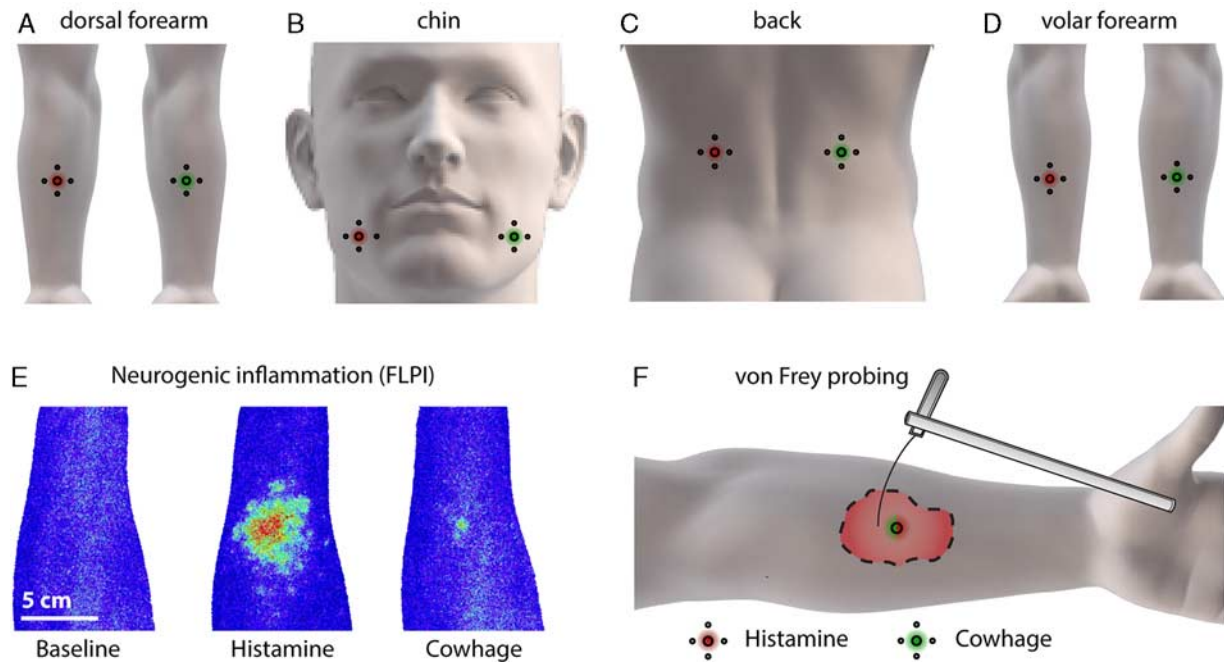 A dorsal forearm
B chin
C back
D volar forearm
E Neurogenic inflammation (FLPI)
F von Frey probing
5 cm
Baseline Histamine Cowhage
Histamine Cowhage